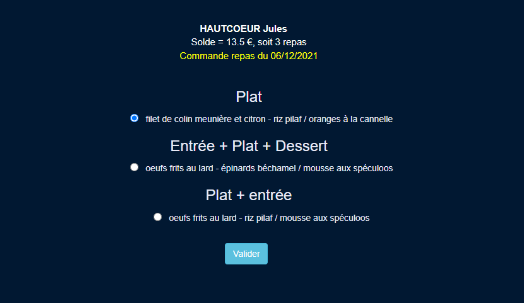 HAUTCOEUR Jules
Solde = 13.5 €, soit 3 repas
Commande repas du 06/12/2021
Plat
filet de colin meunière et citron - riz pilaf / oranges à la cannelle
Entrée + Plat + Dessert
oeufs frits au lard - épinards béchamel / mousse aux spéculoos
Plat + entrée
oeufs frits au lard - riz pilaf / mousse aux spéculoos
Valider